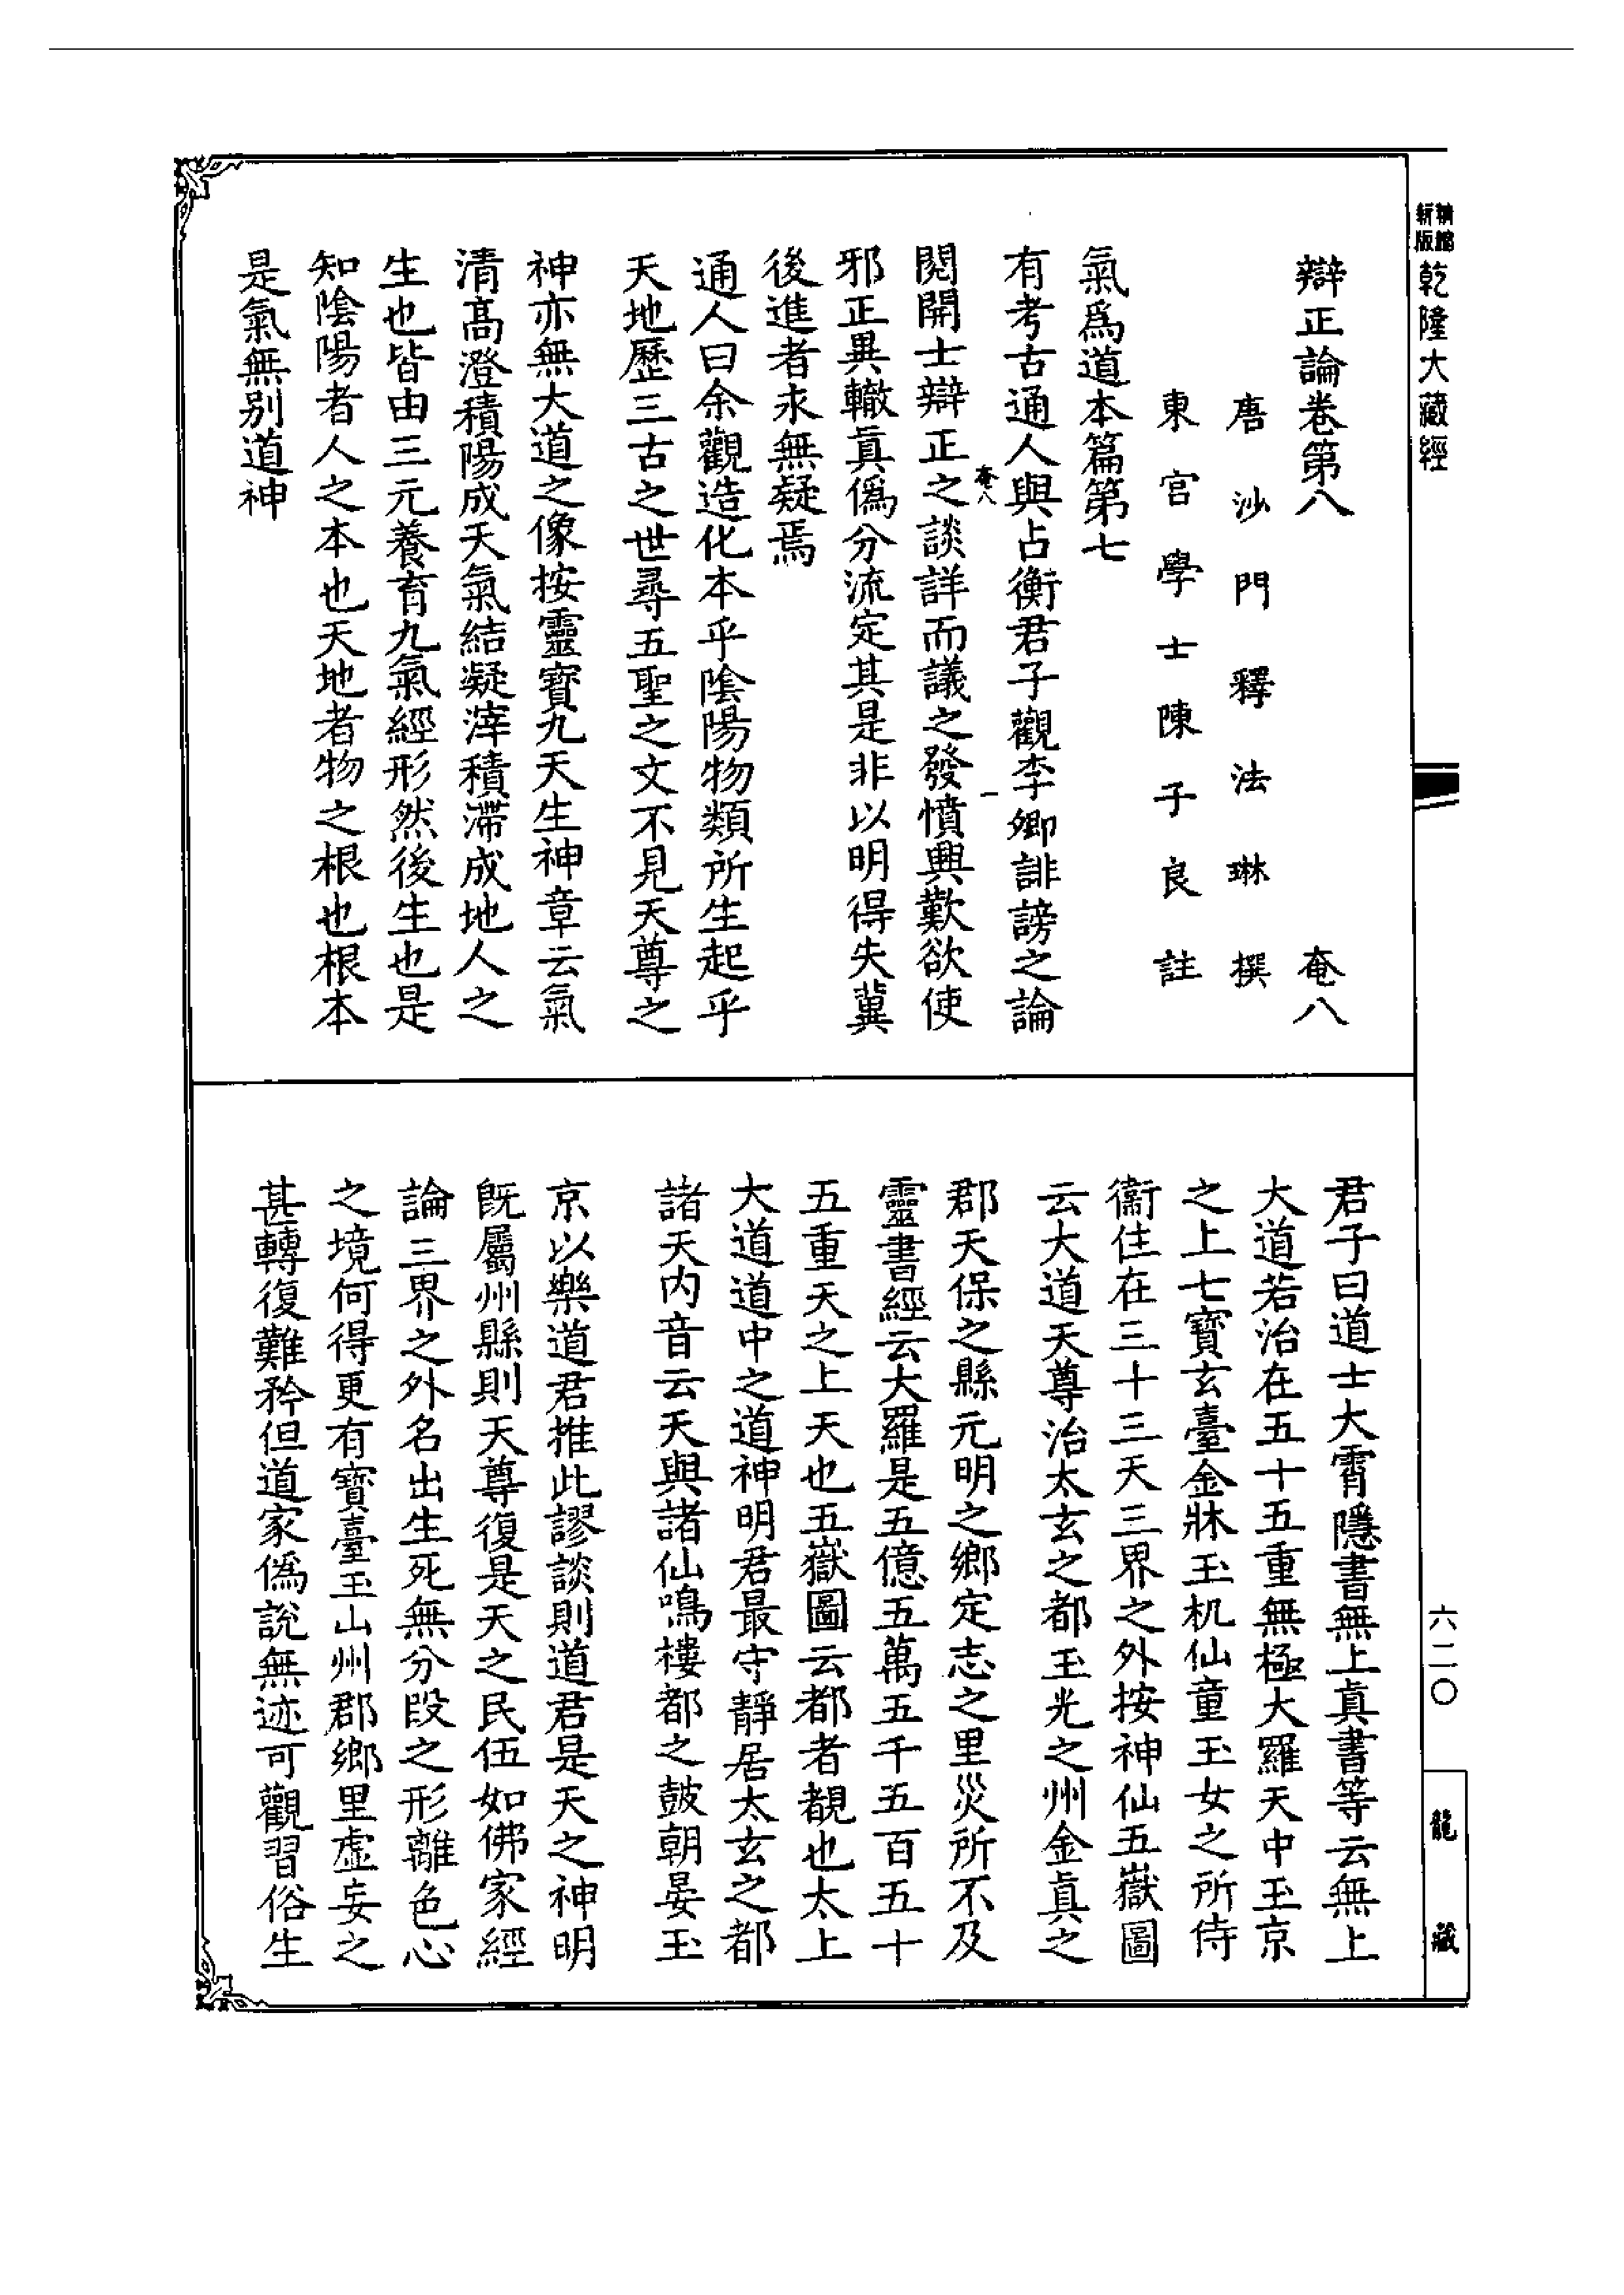 精縮新版
乾隆大藏經
辯正論卷第八 奄八
唐沙門釋法琳撰
東宮學士陳子良註
氣爲道本篇第七
有考古通人與占衡君子觀李卿誹謗之論
奄八 一
閱開士辯正之談詳而議之發憤興歎欲使
邪正異轍真僞分流定其是非以明得失冀
後進者永無疑焉
通人曰余觀造化本乎陰陽物類所生起乎
天地歷三古之世尋五聖之文不見天尊之
神亦無大道之像按靈寶九天生神章云氣
清高澄積陽成天氣結凝滓積滯成地人之
生也皆由三元養育九氣經形然後生也是
知陰陽者人之本也天地者物之根也根本
是氣無別道神
君子曰道士大霄隱書無上真書等云無上
大道若治在五十五重無極大羅天中玉京
之上七寶玄臺金牀玉机仙童玉女之所侍
衞住在三十三天三界之外按神仙五嶽圖
云大道天尊治太玄之都玉光之州金真之
郡天保之縣元明之鄉定志之里災所不及
靈書經云大羅是五億五萬五千五百五十
五重天之上天也五嶽圖云都者覩也太上
大道道中之道神明君最守靜居太玄之都
諸天內音云天與諸仙鳴樓都之鼓朝晏玉
京以樂道君推此謬談則道君是天之神明
旣屬州縣則天尊復是天之民伍如佛家經
論三界之外名出生死無分段之形離色心
之境何得更有寶臺玉山州郡鄉里虛妄之
甚轉復難矜但道家僞說無迹可觀習俗生
六二〇
龍藏